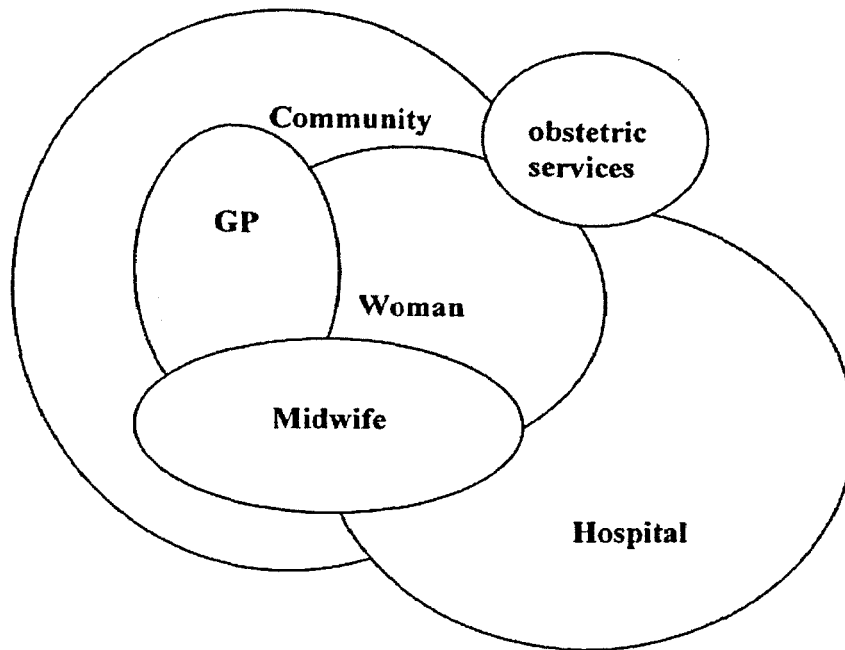 Community
obstetric
services
GP
Woman
Midwife
Hospital